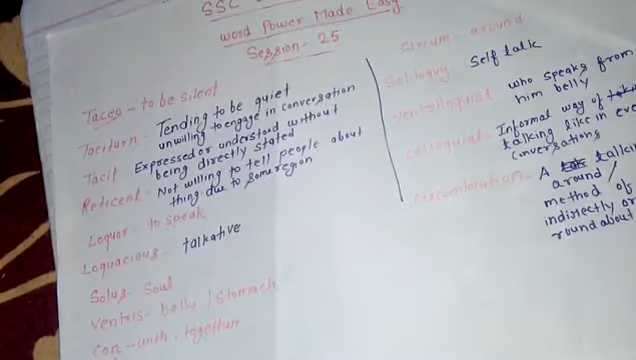 SSC
Word Power Made Easy
Session - 25
Taceo - to be silent
Taciturn - Tending to be quiet
unwilling to engage in conversation
Tacit Expressed or understood without
being directly stated
Reticent - Not willing to tell people about
thing due to some region
Loquor - to speak
Loquacious talkative
Solus - Soul
Ventris - belly / Stomach
Con - with, together
Circum - around
Soliloquy Self talk
Ventriloquist who speaks from
him belly
Colloquial - Informal way of
talking like in
conversations
Circumlocution - A
around /
method of
indirectly or
round about